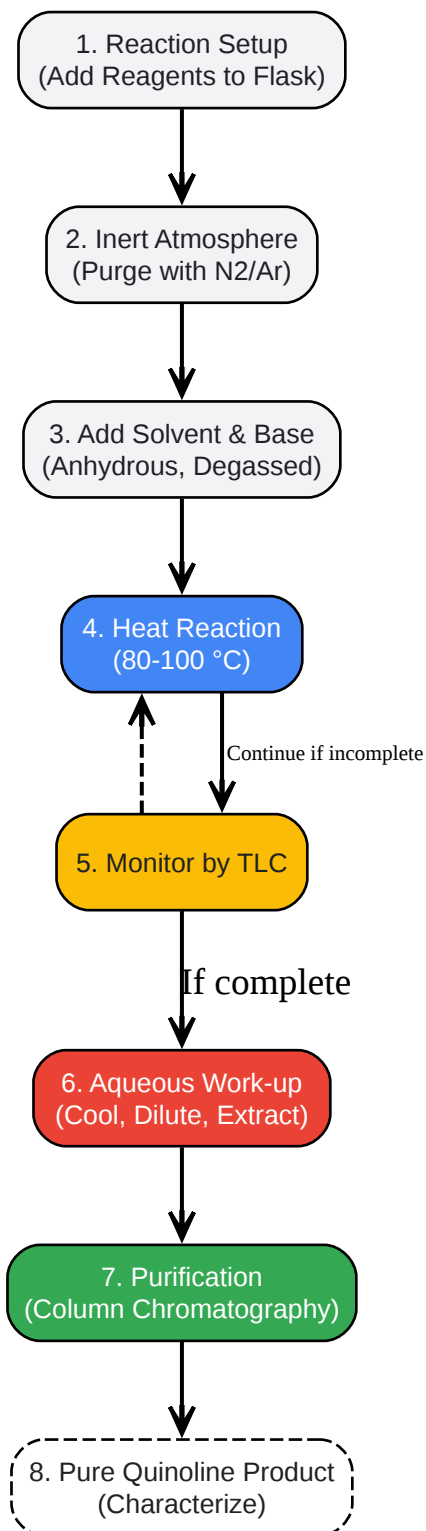 1. Reaction Setup
(Add Reagents to Flask)
2. Inert Atmosphere
(Purge with N2/Ar)
3. Add Solvent & Base
(Anhydrous, Degassed)
4. Heat Reaction
(80-100 °C)
Continue if incomplete
5. Monitor by TLC
If complete
6. Aqueous Work-up
(Cool, Dilute, Extract)
7. Purification
(Column Chromatography)
8. Pure Quinoline Product
(Characterize)